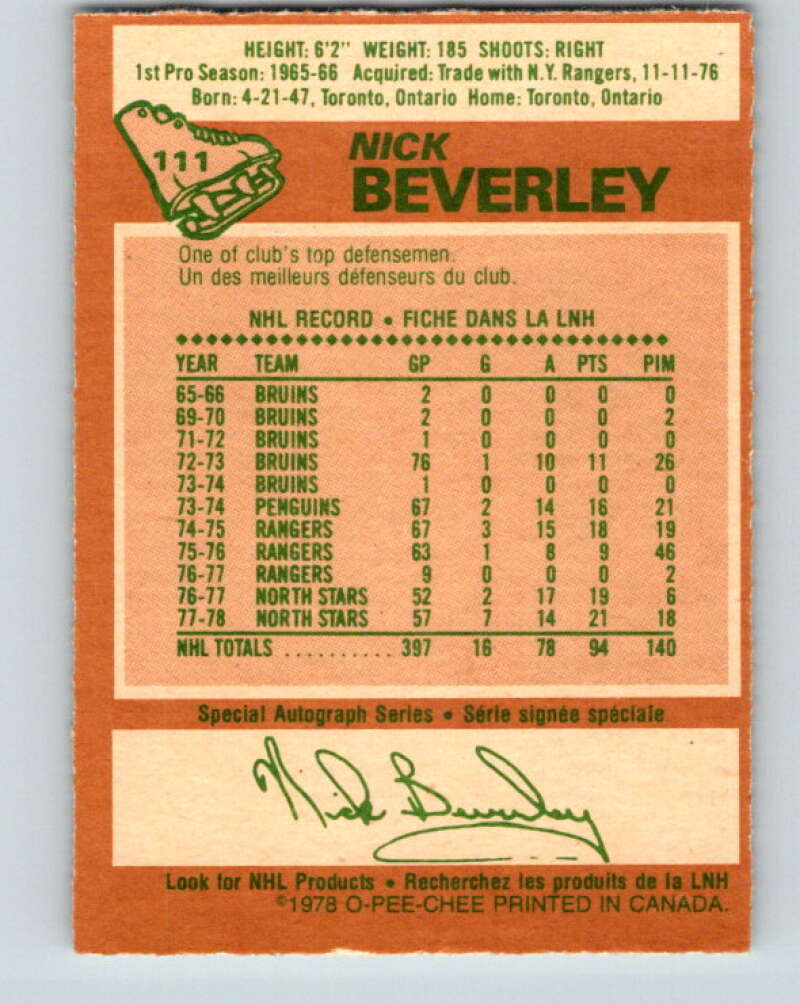 HEIGHT: 6'2" WEIGHT: 185 SHOOTS: RIGHT
1st Pro Season: 1965-66 Acquired: Trade with N.Y. Rangers, 11-11-76
Born: 4-21-47, Toronto, Ontario Home: Toronto, Ontario
111
NICK
BEVERLEY
One of club's top defensemen.
Un des meilleurs défenseurs du club.
NHL RECORD • FICHE DANS LA LNH
YEAR TEAM GP G A PTS PIM
65-66 BRUINS 2 0 0 0 0
69-70 BRUINS 2 0 0 0 2
71-72 BRUINS 1 0 0 0 0
72-73 BRUINS 76 1 10 11 26
73-74 BRUINS 1 0 0 0 0
73-74 PENGUINS 67 2 14 16 21
74-75 RANGERS 67 3 15 18 19
75-76 RANGERS 63 1 8 9 46
76-77 RANGERS 9 0 0 0 2
76-77 NORTH STARS 52 2 17 19 6
77-78 NORTH STARS 57 7 14 21 18
NHL TOTALS .......... 397 16 78 94 140
Special Autograph Series • Série signée spéciale
Nick Beverley
Look for NHL Products • Recherchez les produits de la LNH
©1978 O-PEE-CHEE PRINTED IN CANADA.